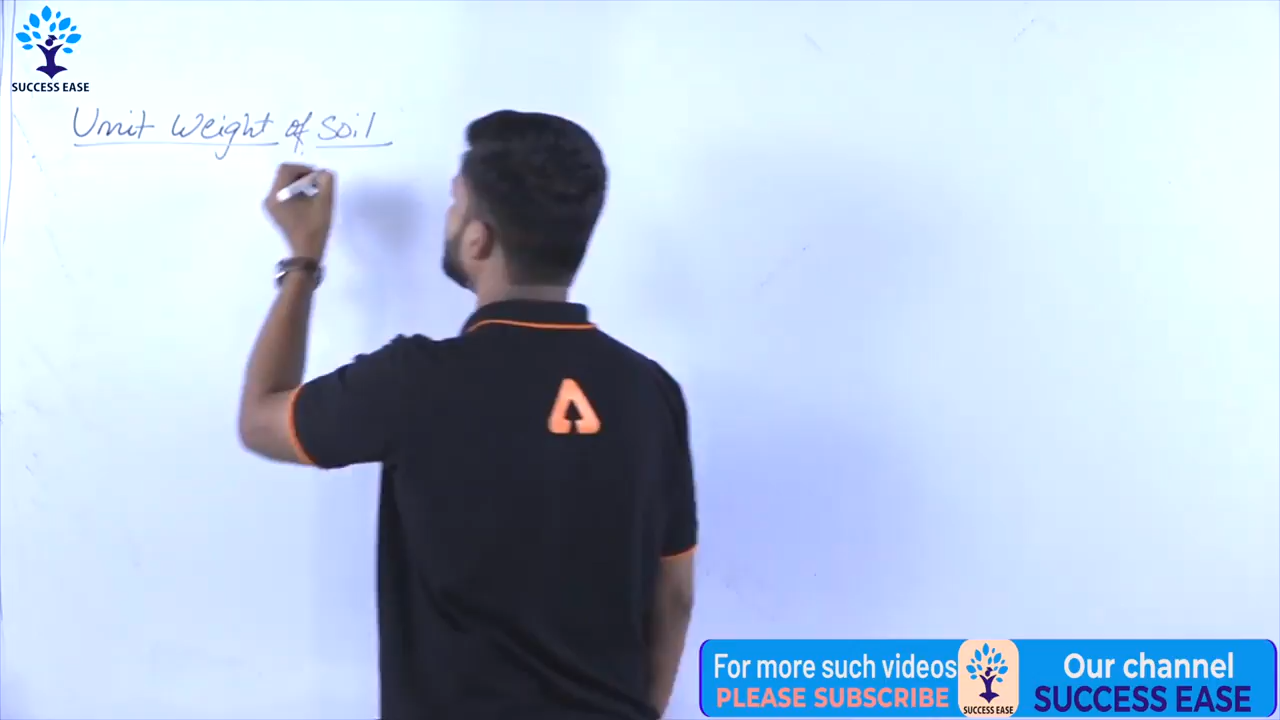 SUCCESS EASE
Unit Weight of Soil
For more such videos
PLEASE SUBSCRIBE
SUCCESS EASE
Our channel
SUCCESS EASE